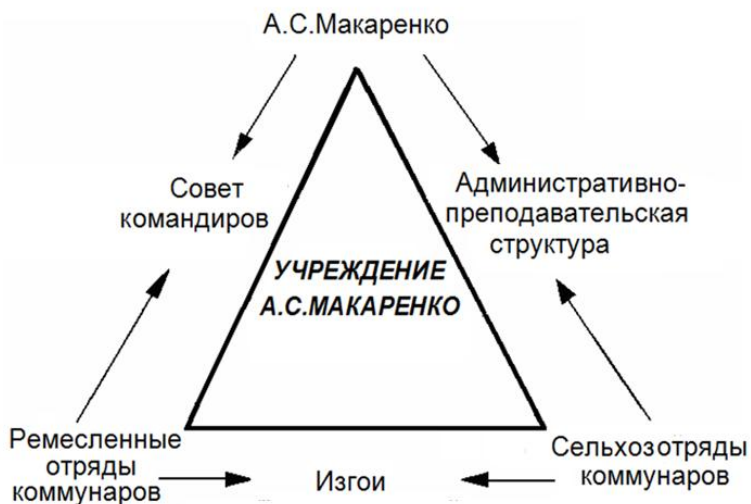 А.С.Макаренко
Совет
командиров
Административно-
преподавательская
структура
УЧРЕЖДЕНИЕ
А.С.МАКАРЕНКО
Ремесленные
отряды
коммунаров
Изгои
Сельхозотряды
коммунаров